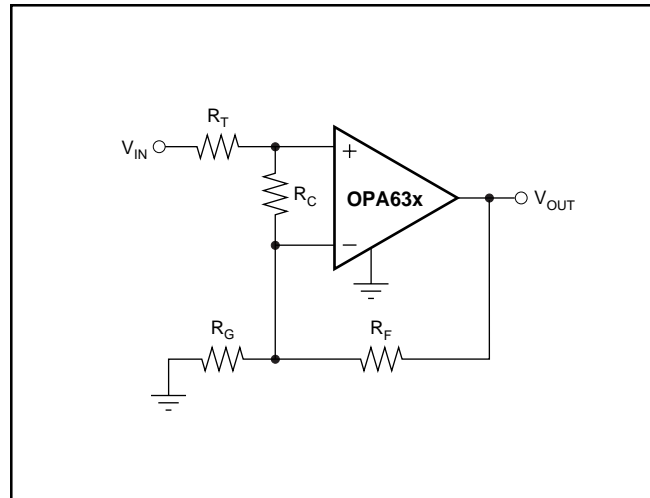 R_T
V_IN
+
R_C
OPA63x
V_OUT
−
R_G
R_F